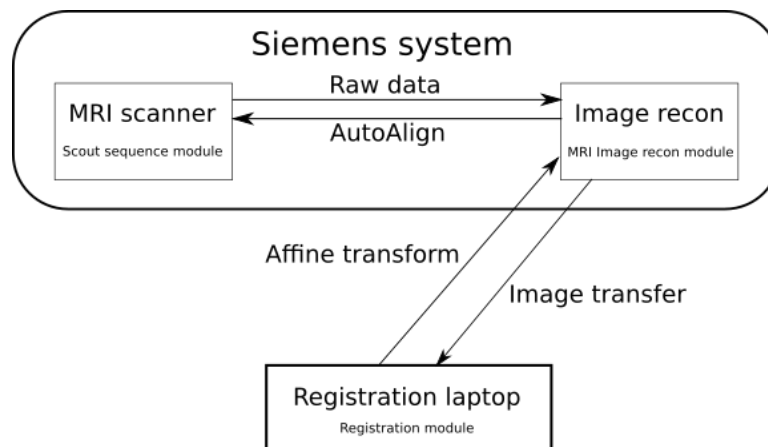 Siemens system
Raw data
MRI scanner
Scout sequence module
AutoAlign
Image recon
MRI Image recon module
Affine transform
Image transfer
Registration laptop
Registration module